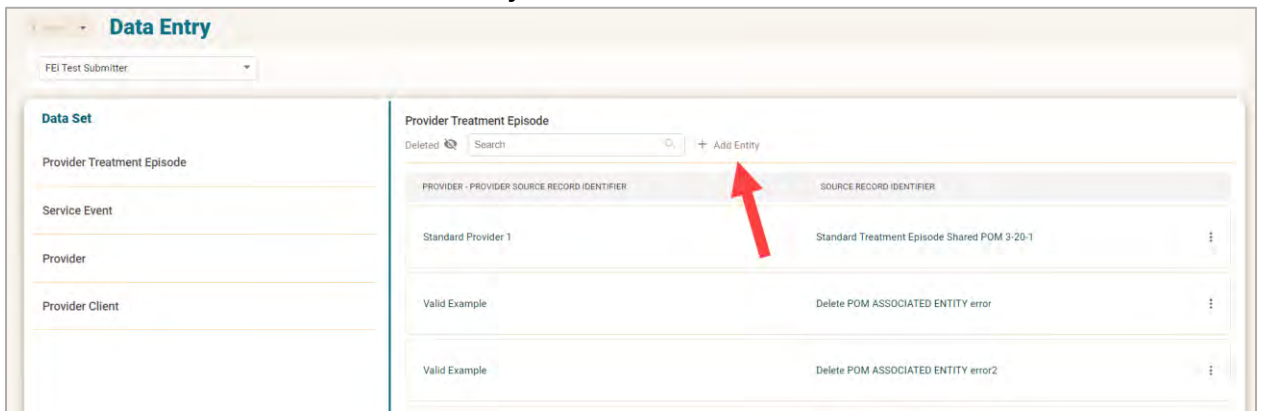 Data Entry
FEI Test Submitter
Data Set
Provider Treatment Episode
Service Event
Provider
Provider Client
Provider Treatment Episode
Deleted Search + Add Entity
PROVIDER - PROVIDER SOURCE RECORD IDENTIFIER SOURCE RECORD IDENTIFIER
Standard Provider 1 Standard Treatment Episode Shared POM 3-20-1
Valid Example Delete POM ASSOCIATED ENTITY error
Valid Example Delete POM ASSOCIATED ENTITY error2